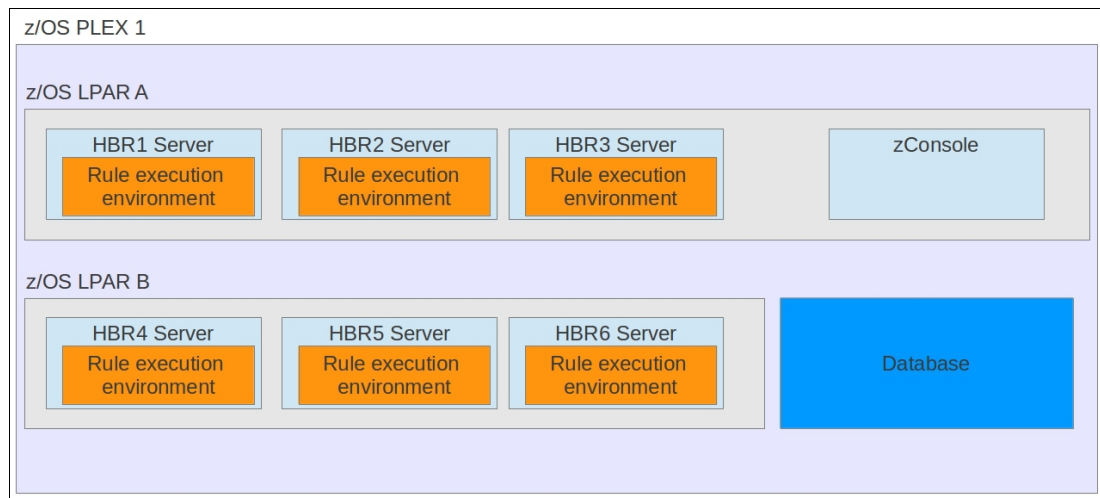 z/OS PLEX 1
z/OS LPAR A
HBR1 Server
Rule execution
environment
HBR2 Server
Rule execution
environment
HBR3 Server
Rule execution
environment
zConsole
z/OS LPAR B
HBR4 Server
Rule execution
environment
HBR5 Server
Rule execution
environment
HBR6 Server
Rule execution
environment
Database